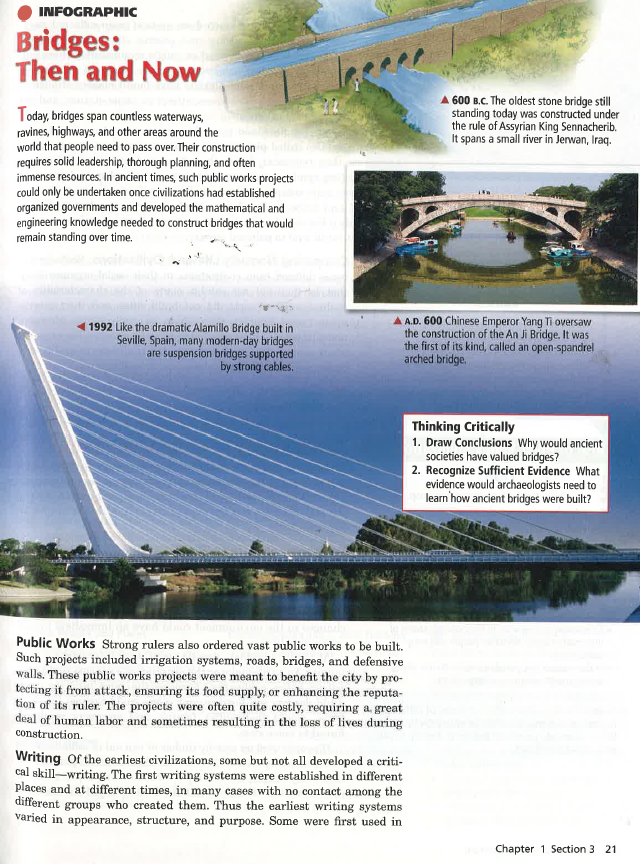 INFOGRAPHIC
Bridges:
Then and Now
Today, bridges span countless waterways,
ravines, highways, and other areas around the
world that people need to pass over. Their construction
requires solid leadership, thorough planning, and often
immense resources. In ancient times, such public works projects
could only be undertaken once civilizations had established
organized governments and developed the mathematical and
engineering knowledge needed to construct bridges that would
remain standing over time.
▲ 600 B.C. The oldest stone bridge still
standing today was constructed under
the rule of Assyrian King Sennacherib.
It spans a small river in Jerwan, Iraq.
▲ A.D. 600 Chinese Emperor Yang Ti oversaw
the construction of the An Ji Bridge. It was
the first of its kind, called an open-spandrel
arched bridge.
◀ 1992 Like the dramatic Alamillo Bridge built in
Seville, Spain, many modern-day bridges
are suspension bridges supported
by strong cables.
Thinking Critically
1. Draw Conclusions Why would ancient
societies have valued bridges?
2. Recognize Sufficient Evidence What
evidence would archaeologists need to
learn how ancient bridges were built?
Public Works Strong rulers also ordered vast public works to be built.
Such projects included irrigation systems, roads, bridges, and defensive
walls. These public works projects were meant to benefit the city by pro-
tecting it from attack, ensuring its food supply, or enhancing the reputa-
tion of its ruler. The projects were often quite costly, requiring a great
deal of human labor and sometimes resulting in the loss of lives during
construction.
Writing Of the earliest civilizations, some but not all developed a criti-
cal skill—writing. The first writing systems were established in different
places and at different times, in many cases with no contact among the
different groups who created them. Thus the earliest writing systems
varied in appearance, structure, and purpose. Some were first used in
Chapter 1 Section 3 21